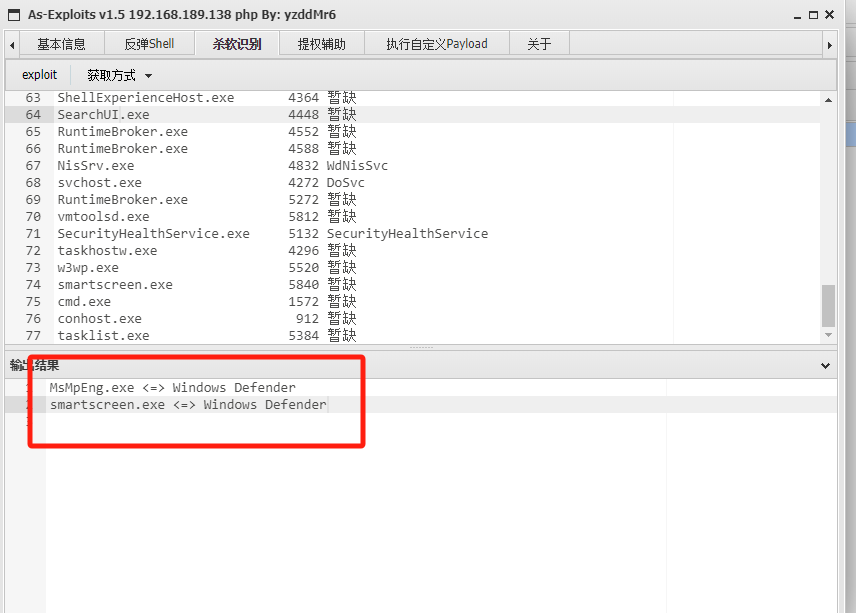 As-Exploits v1.5 192.168.189.138 php By: yzddMr6
基本信息 反弹Shell 杀软识别 提权辅助 执行自定义Payload 关于
exploit 获取方式
63 ShellExperienceHost.exe 4364 暂缺
64 SearchUI.exe 4448 暂缺
65 RuntimeBroker.exe 4552 暂缺
66 RuntimeBroker.exe 4588 暂缺
67 NisSrv.exe 4832 WdNisSvc
68 svchost.exe 4272 DoSvc
69 RuntimeBroker.exe 5272 暂缺
70 vmtoolsd.exe 5812 暂缺
71 SecurityHealthService.exe 5132 SecurityHealthService
72 taskhostw.exe 4296 暂缺
73 w3wp.exe 5520 暂缺
74 smartscreen.exe 5840 暂缺
75 cmd.exe 1572 暂缺
76 conhost.exe 912 暂缺
77 tasklist.exe 5384 暂缺
输出结果
1 MsMpEng.exe <=> Windows Defender
2 smartscreen.exe <=> Windows Defender
3